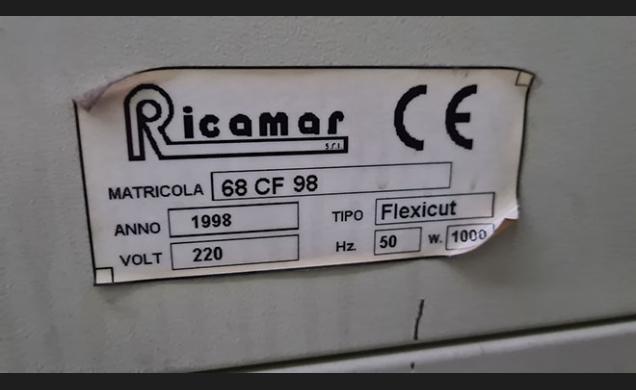 Ricamar
s.r.l.
CE
MATRICOLA 68 CF 98
ANNO 1998 TIPO Flexicut
VOLT 220 Hz 50 W. 1000